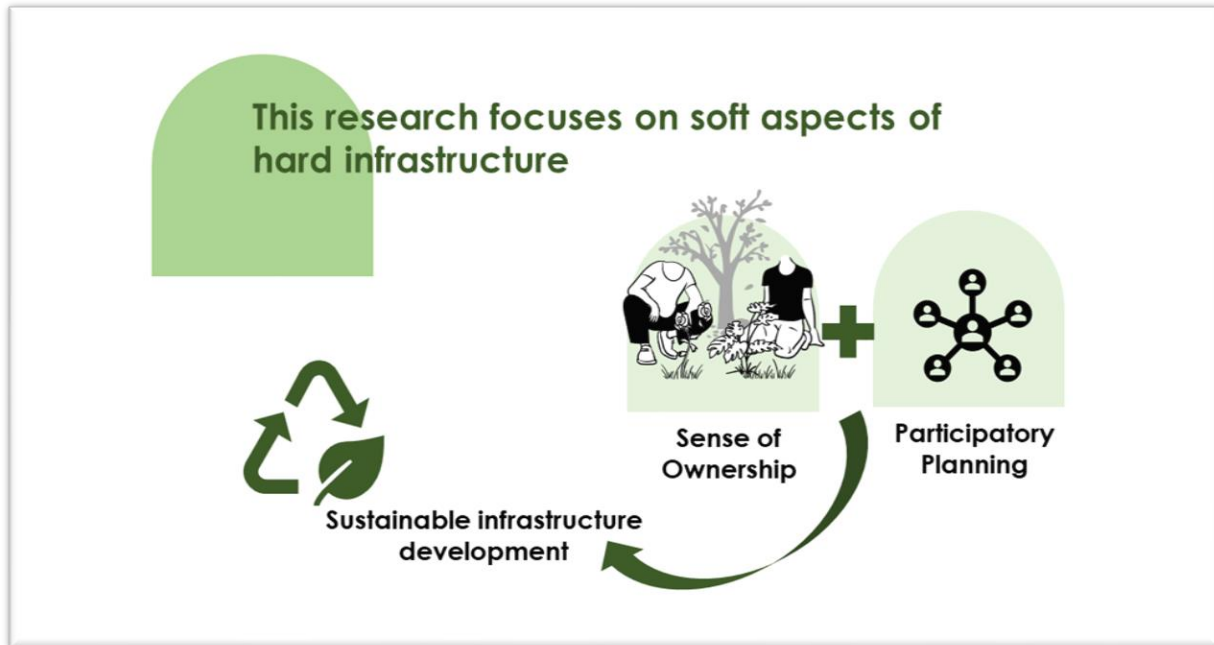 This research focuses on soft aspects of
hard infrastructure
Sense of
Ownership
Participatory
Planning
Sustainable infrastructure
development